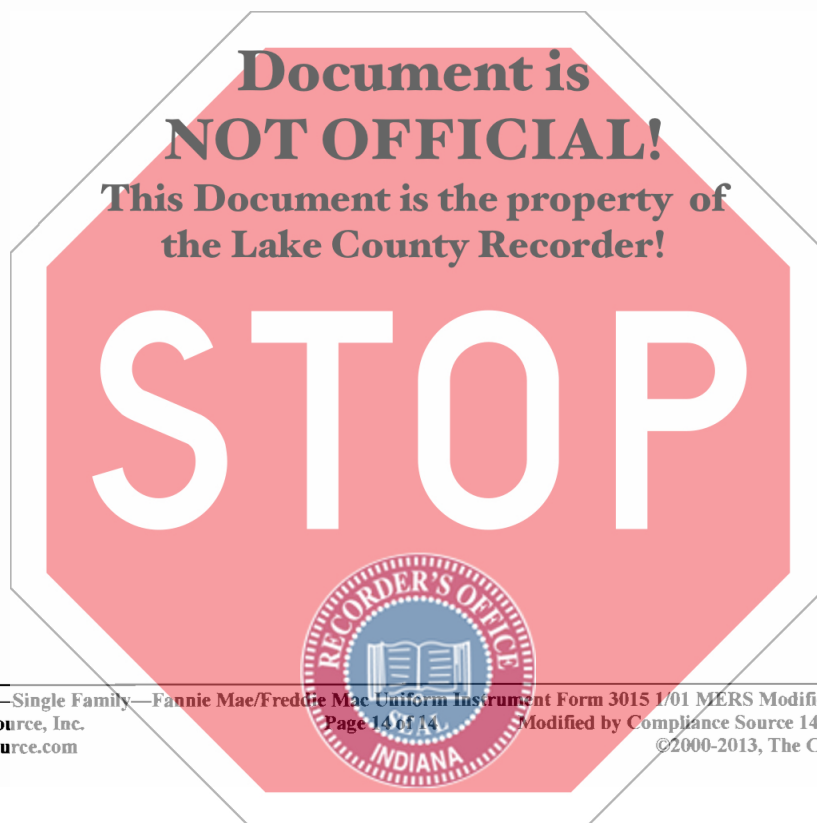 Document is
NOT OFFICIAL!
This Document is the property of
the Lake County Recorder!
STOP
RECORDER'S OFFICE
INDIANA
—Single Family—Fannie Mae/Freddie Mac Uniform Instrument Form 3015 1/01 MERS Modifi
ource, Inc. Page 14 of 14 Modified by Compliance Source 14
urce.com ©2000-2013, The C